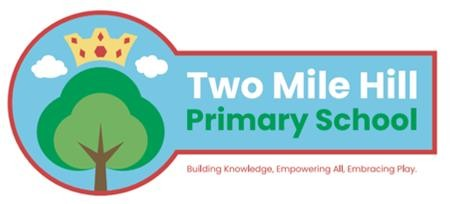 Two Mile Hill
Primary School
Building Knowledge, Empowering All, Embracing Play.